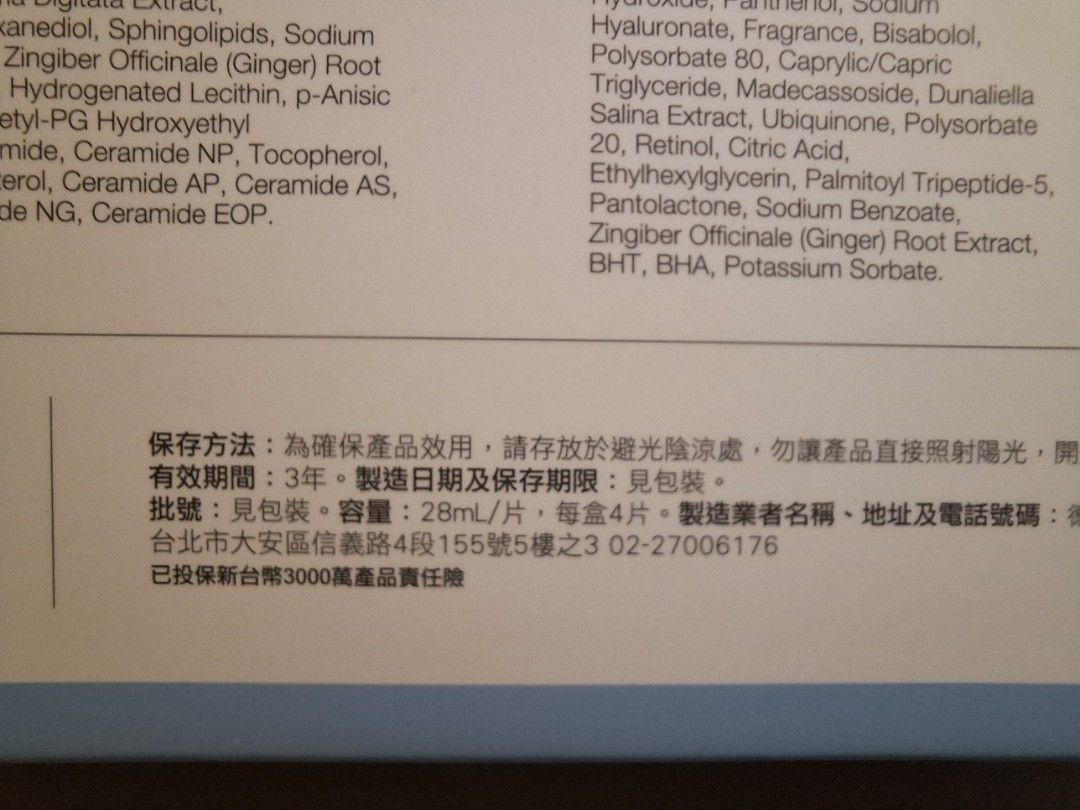 Digitata Extract,
Sphingolipids, Sodium
Zingiber Officinale (Ginger) Root
Hydrogenated Lecithin, p-Anisic
Hydroxyethyl
Ceramide NP, Tocopherol,
Ceramide AP, Ceramide AS,
NG, Ceramide EOP.
Hydroxide, Panthenol, Sodium
Hyaluronate, Fragrance, Bisabolol,
Polysorbate 80, Caprylic/Capric
Triglyceride, Madecassoside, Dunaliella
Salina Extract, Ubiquinone, Polysorbate
20, Retinol, Citric Acid,
Ethylhexylglycerin, Palmitoyl Tripeptide-5,
Pantolactone, Sodium Benzoate,
Zingiber Officinale (Ginger) Root Extract,
BHT, BHA, Potassium Sorbate.
保存方法：為確保產品效用，請存放於避光陰涼處，勿讓產品直接照射陽光，開
有效期間：3年。製造日期及保存期限：見包裝。
批號：見包裝。容量：28mL/片，每盒4片。製造業者名稱、地址及電話號碼：
台北市大安區信義路4段155號5樓之3 02-27006176
已投保新台幣3000萬產品責任險